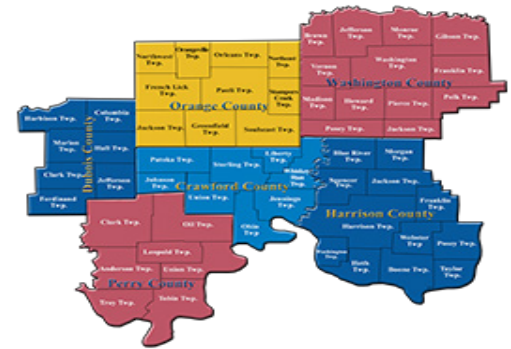 Brown
Twp.
Jefferson
Twp.
Monroe
Twp.
Gibson
Twp.
Northwest
Twp.
Orangeville
Twp.
Orleans Twp.
Northeast
Twp.
Vernon
Twp.
Washington
Twp.
Franklin Twp.
Washington County
French Lick
Twp.
Paoli Twp.
Stampers
Creek
Twp.
Madison
Twp.
Howard
Twp.
Pierce Twp.
Polk Twp.
Orange County
Jackson Twp.
Greenfield
Twp.
Southeast Twp.
Posey Twp.
Jackson Twp.
Harbison Twp.
Columbia
Twp.
Marion
Twp.
Hall Twp.
Dubois County
Clark Twp.
Jefferson
Twp.
Ferdinand
Twp.
Patoka Twp.
Sterling Twp.
Liberty
Twp.
Johnson
Twp.
Crawford County
Union Twp.
Jennings
Twp.
Ohio
Twp.
Blue River
Twp.
Morgan
Twp.
Spencer
Twp.
Jackson Twp.
Franklin
Twp.
Harrison County
Harrison Twp.
Webster
Twp.
Posey Twp.
Washington
Twp.
Heth
Twp.
Boone Twp.
Taylor
Twp.
Clark Twp.
Oil Twp.
Leopold Twp.
Anderson Twp.
Union Twp.
Perry County
Troy Twp.
Tobin Twp.